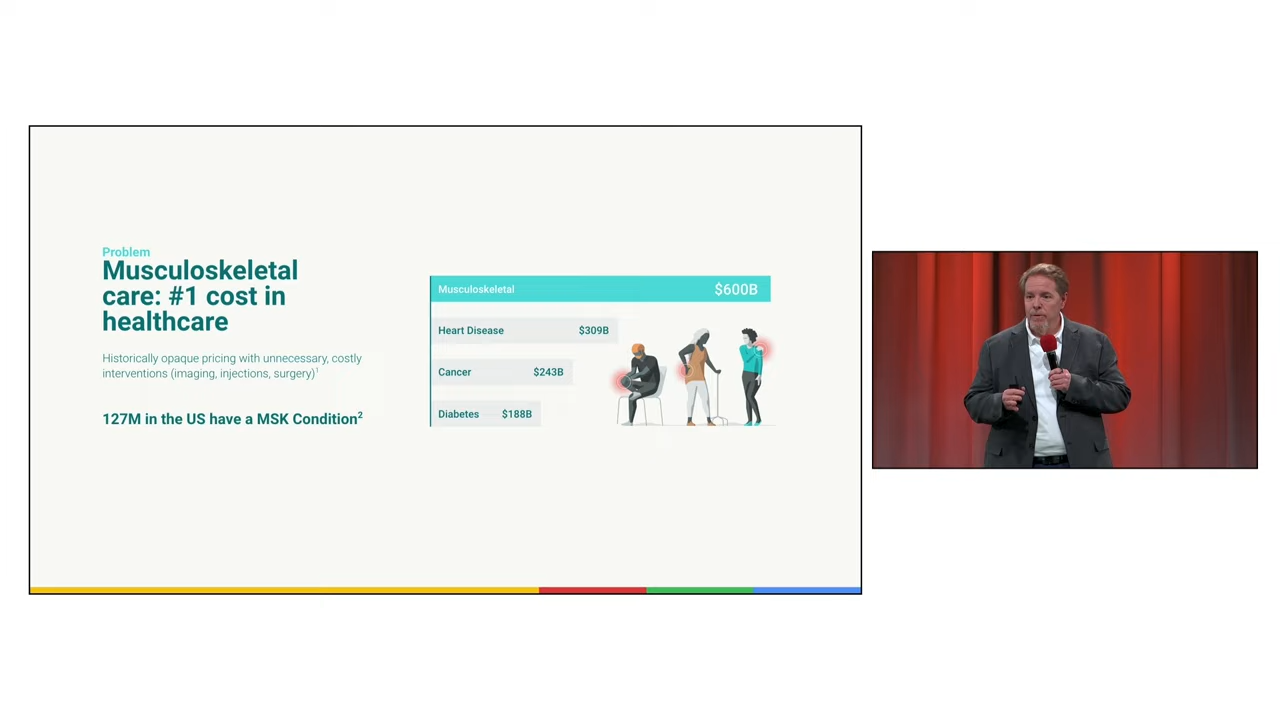 Problem
Musculoskeletal
care: #1 cost in
healthcare
Historically opaque pricing with unnecessary, costly
interventions (imaging, injections, surgery)¹
127M in the US have a MSK Condition²
Musculoskeletal $600B
Heart Disease $309B
Cancer $243B
Diabetes $188B